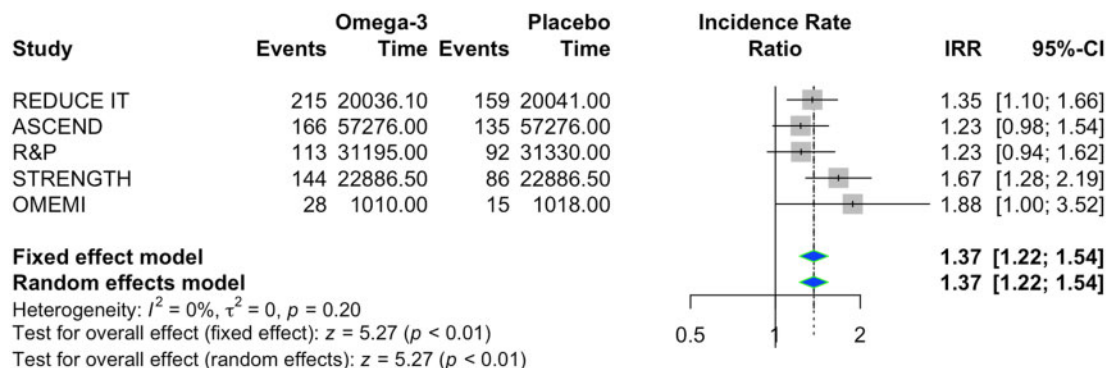 Omega-3 Placebo Incidence Rate
Study Events Time Events Time Ratio IRR 95%-CI
REDUCE IT 215 20036.10 159 20041.00 1.35 [1.10; 1.66]
ASCEND 166 57276.00 135 57276.00 1.23 [0.98; 1.54]
R&P 113 31195.00 92 31330.00 1.23 [0.94; 1.62]
STRENGTH 144 22886.50 86 22886.50 1.67 [1.28; 2.19]
OMEMI 28 1010.00 15 1018.00 1.88 [1.00; 3.52]
Fixed effect model 1.37 [1.22; 1.54]
Random effects model 1.37 [1.22; 1.54]
Heterogeneity: I² = 0%, τ² = 0, p = 0.20
Test for overall effect (fixed effect): z = 5.27 (p < 0.01)
0.5 1 2
Test for overall effect (random effects): z = 5.27 (p < 0.01)